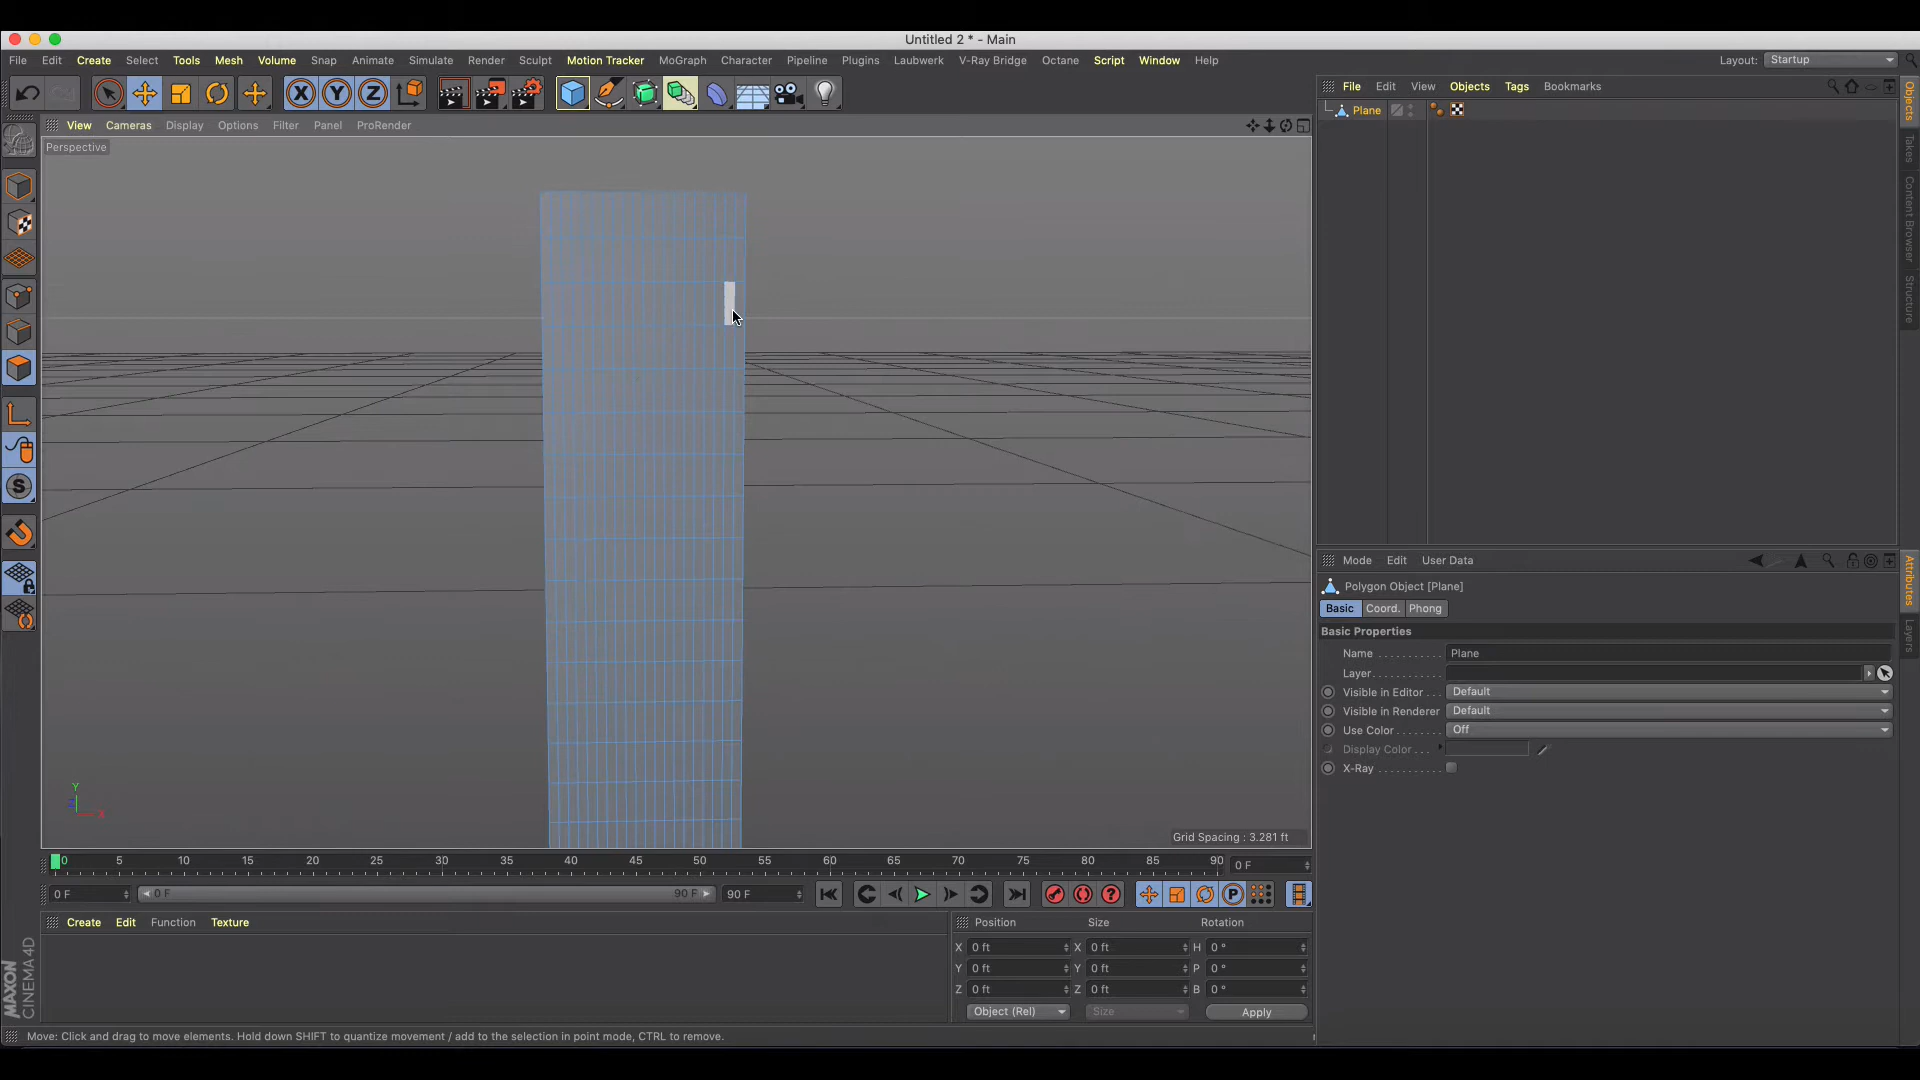 Untitled 2 * - Main
File Edit Create Select Tools Mesh Volume Snap Animate Simulate Render Sculpt Motion Tracker MoGraph Character Pipeline Plugins Laubwerk V-Ray Bridge Octane Script Window Help Layout: Startup
File Edit View Objects Tags Bookmarks
Plane
View Cameras Display Options Filter Panel ProRender
Perspective
Objects
Takes
Content Browser
Structure
Mode Edit User Data
Polygon Object [Plane]
Basic Coord. Phong
Basic Properties
Name . . . . . . . . . . . Plane
Layer. . . . . . . . . . . .
Visible in Editor . . . Default
Visible in Renderer Default
Use Color . . . . . . . Off
Display Color . . .
X-Ray . . . . . . . . . . .
Attributes
Layers
Y
Z
X
Grid Spacing : 3.281 ft
0 5 10 15 20 25 30 35 40 45 50 55 60 65 70 75 80 85 90 0 F
0 F 0 F 90 F 90 F
Create Edit Function Texture
Position Size Rotation
X 0 ft X 0 ft H 0 °
Y 0 ft Y 0 ft P 0 °
Z 0 ft Z 0 ft B 0 °
Object (Rel) Size Apply
MAXON
CINEMA4D
Move: Click and drag to move elements. Hold down SHIFT to quantize movement / add to the selection in point mode, CTRL to remove.